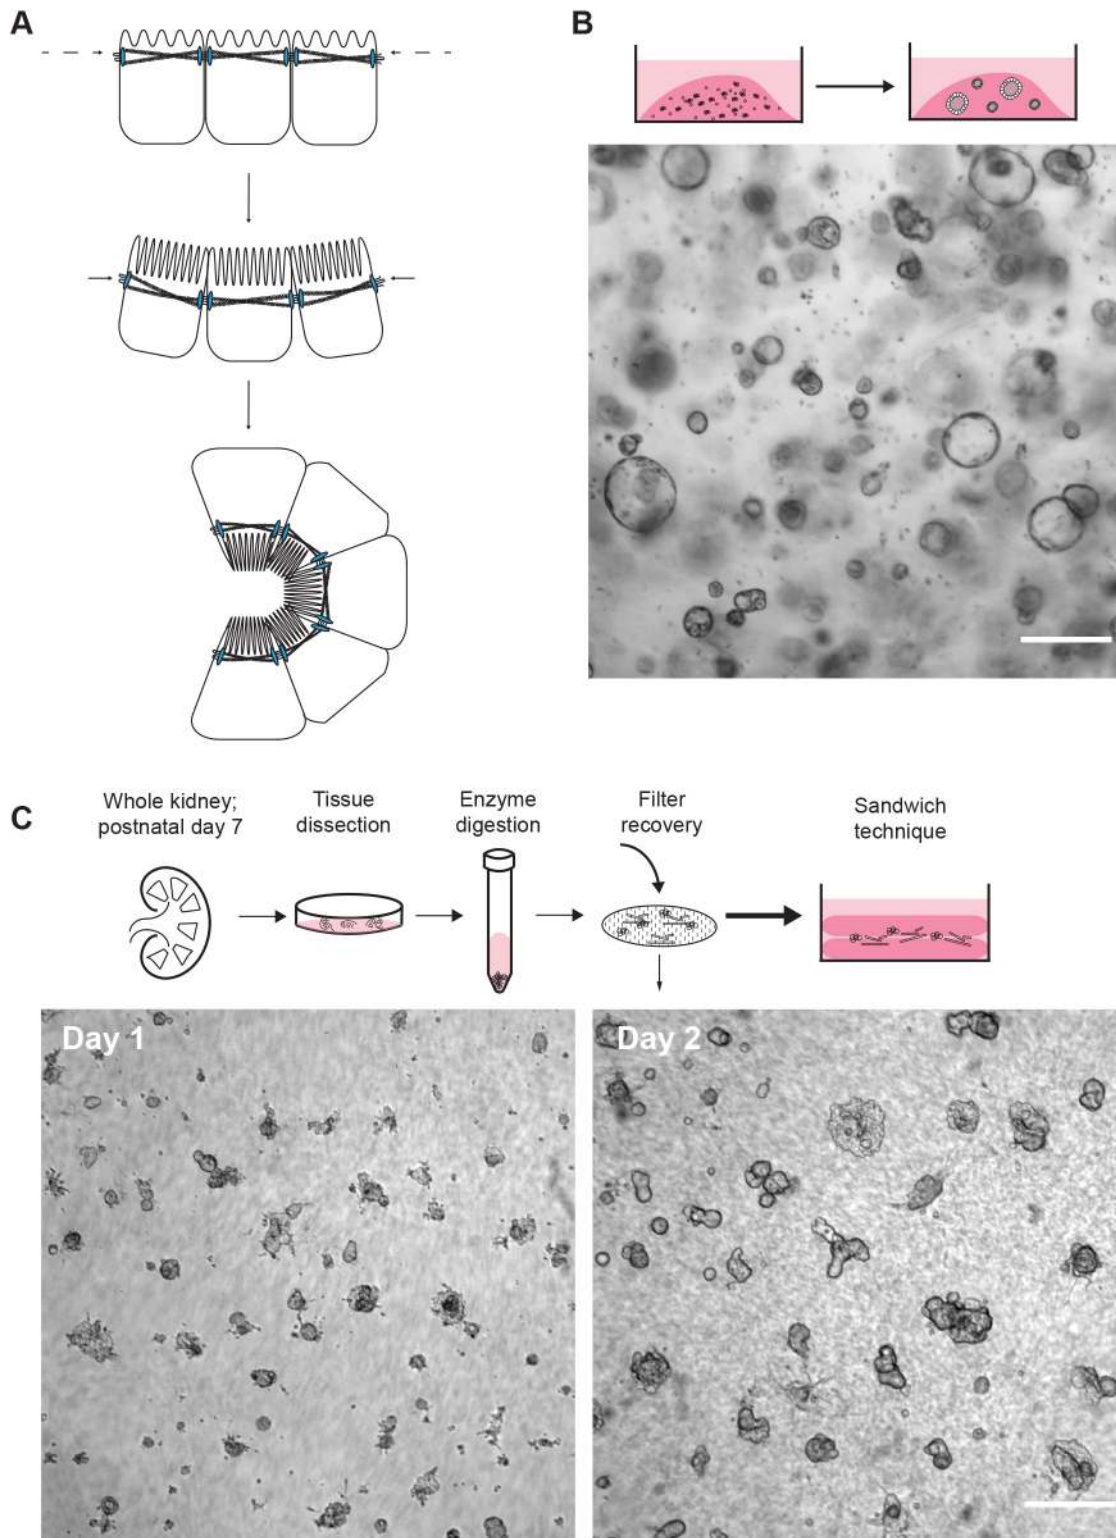 A
B
C
Whole kidney;
postnatal day 7
Tissue
dissection
Enzyme
digestion
Filter
recovery
Sandwich
technique
Day 1
Day 2